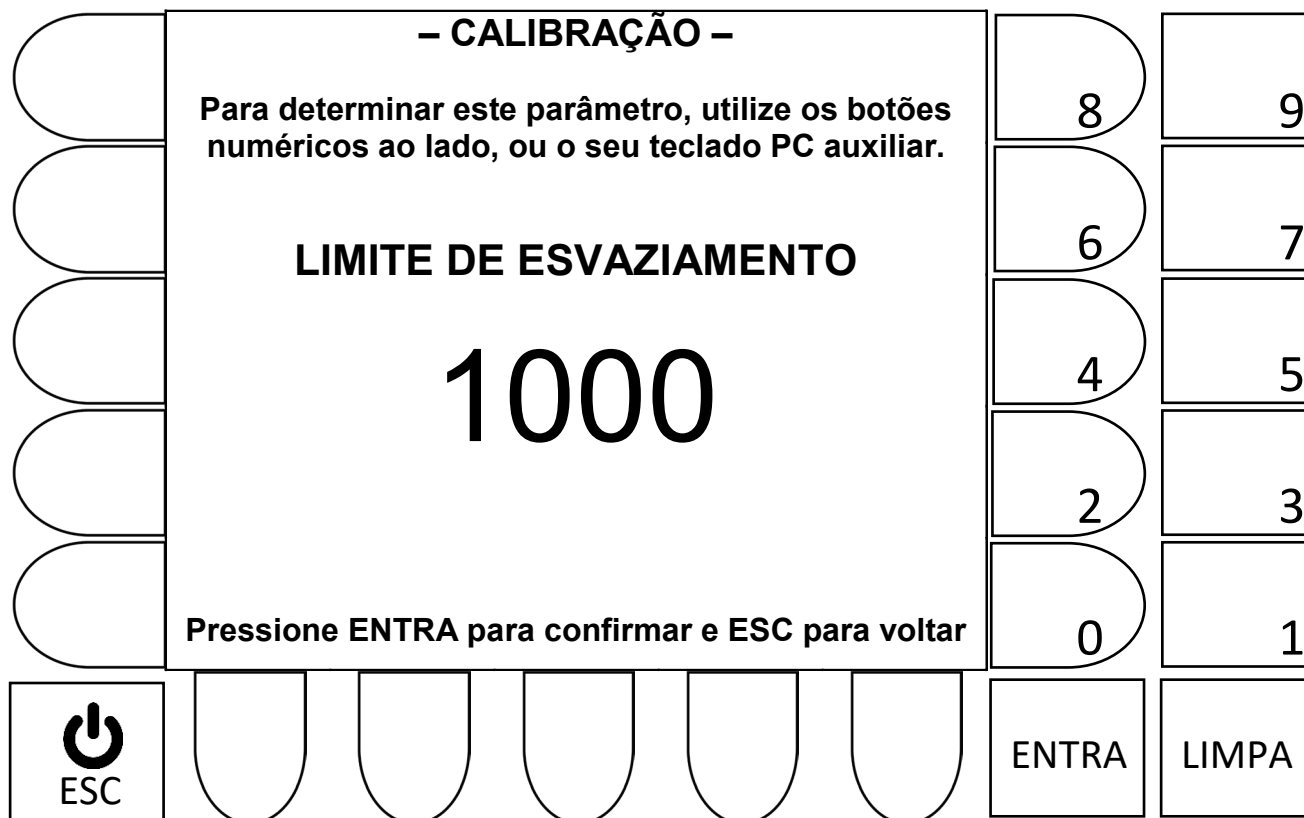 – CALIBRAÇÃO –
Para determinar este parâmetro, utilize os botões
numéricos ao lado, ou o seu teclado PC auxiliar.
LIMITE DE ESVAZIAMENTO
1000
Pressione ENTRA para confirmar e ESC para voltar
8 9
6 7
4 5
2 3
0 1
ESC
ENTRA
LIMPA